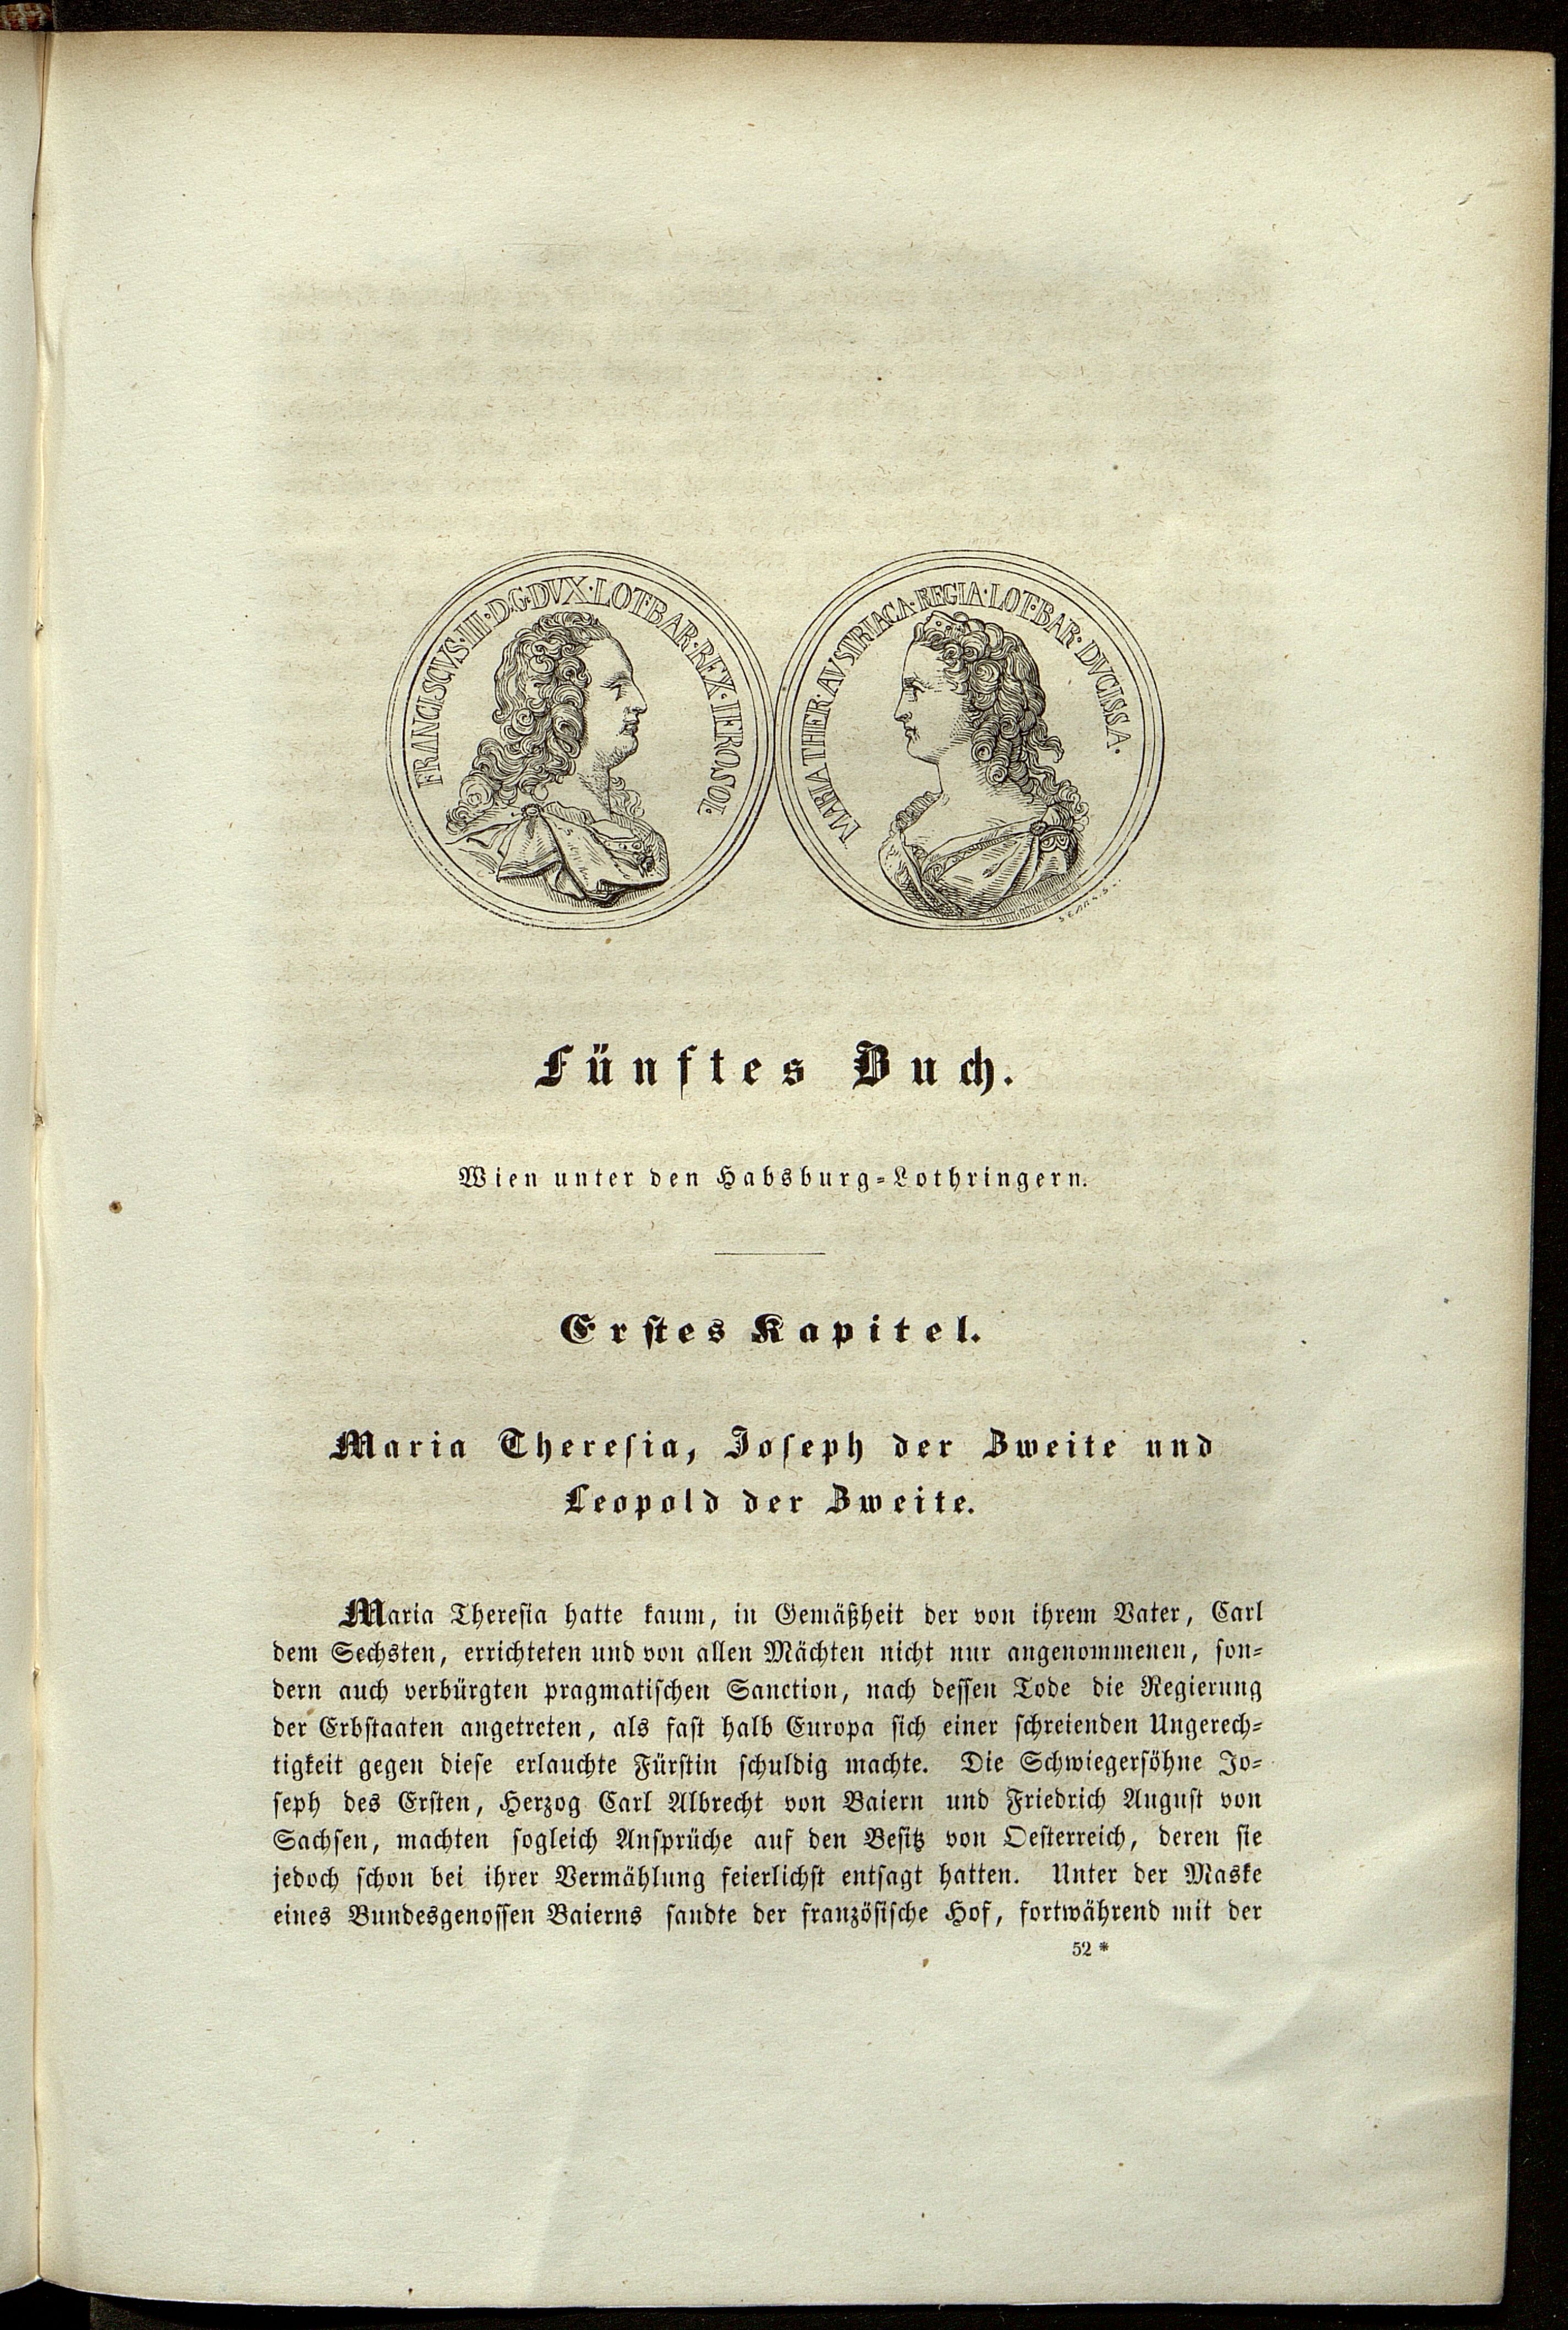 FRANCISCVS·III·D·G·DVX·LOT·BAR·REX·IEROSOL·
MARIA THER·AVSTRIACA·REGIA·LOT·BAR·DVCISSA·
Fünftes Buch.
Wien unter den Habsburg-Lothringern.
Erstes Kapitel.
Maria Theresia, Joseph der Zweite und
Leopold der Zweite.
Maria Theresia hatte kaum, in Gemäßheit der von ihrem Vater, Carl
dem Sechsten, errichteten und von allen Mächten nicht nur angenommenen, son-
dern auch verbürgten pragmatischen Sanction, nach dessen Tode die Regierung
der Erbstaaten angetreten, als fast halb Europa sich einer schreienden Ungerech-
tigkeit gegen diese erlauchte Fürstin schuldig machte. Die Schwiegersöhne Jo-
seph des Ersten, Herzog Carl Albrecht von Baiern und Friedrich August von
Sachsen, machten sogleich Ansprüche auf den Besitz von Oesterreich, deren sie
jedoch schon bei ihrer Vermählung feierlichst entsagt hatten. Unter der Maske
eines Bundesgenossen Baierns sandte der französische Hof, fortwährend mit der
52 *